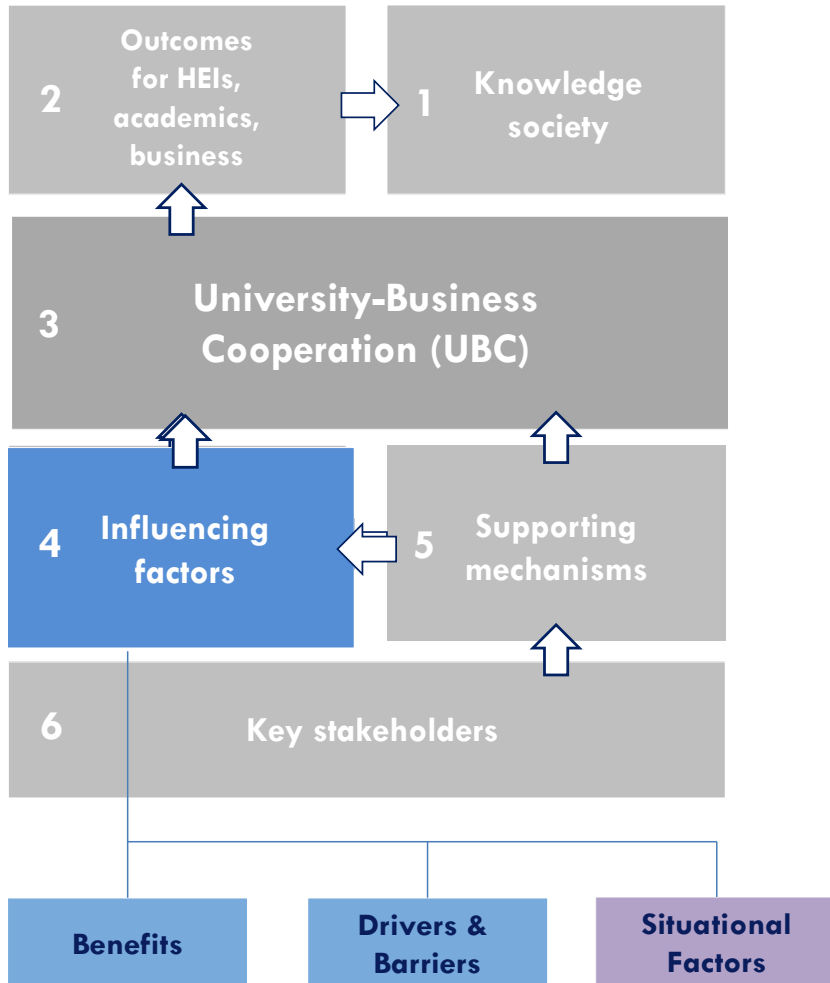 2
Outcomes
for HEIs,
academics,
business
1
Knowledge
society
3
University-Business
Cooperation (UBC)
4
Influencing
factors
5
Supporting
mechanisms
6
Key stakeholders
Benefits
Drivers &
Barriers
Situational
Factors